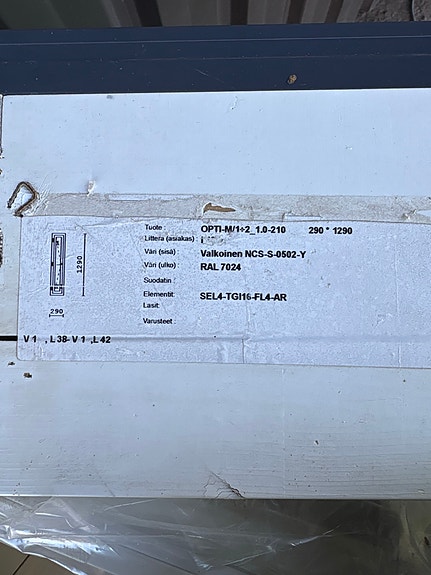 Tuote : OPTI-M/1÷2_1.0-210 290 * 1290
Littera (asiakas) : i
Väri (sisä) : Valkoinen NCS-S-0502-Y
Väri (ulko) : RAL 7024
Suodatin :
Elementit: SEL4-TGI16-FL4-AR
Lasit:
Varusteet :
1290
290
V 1 , L 38- V 1 ,L 42